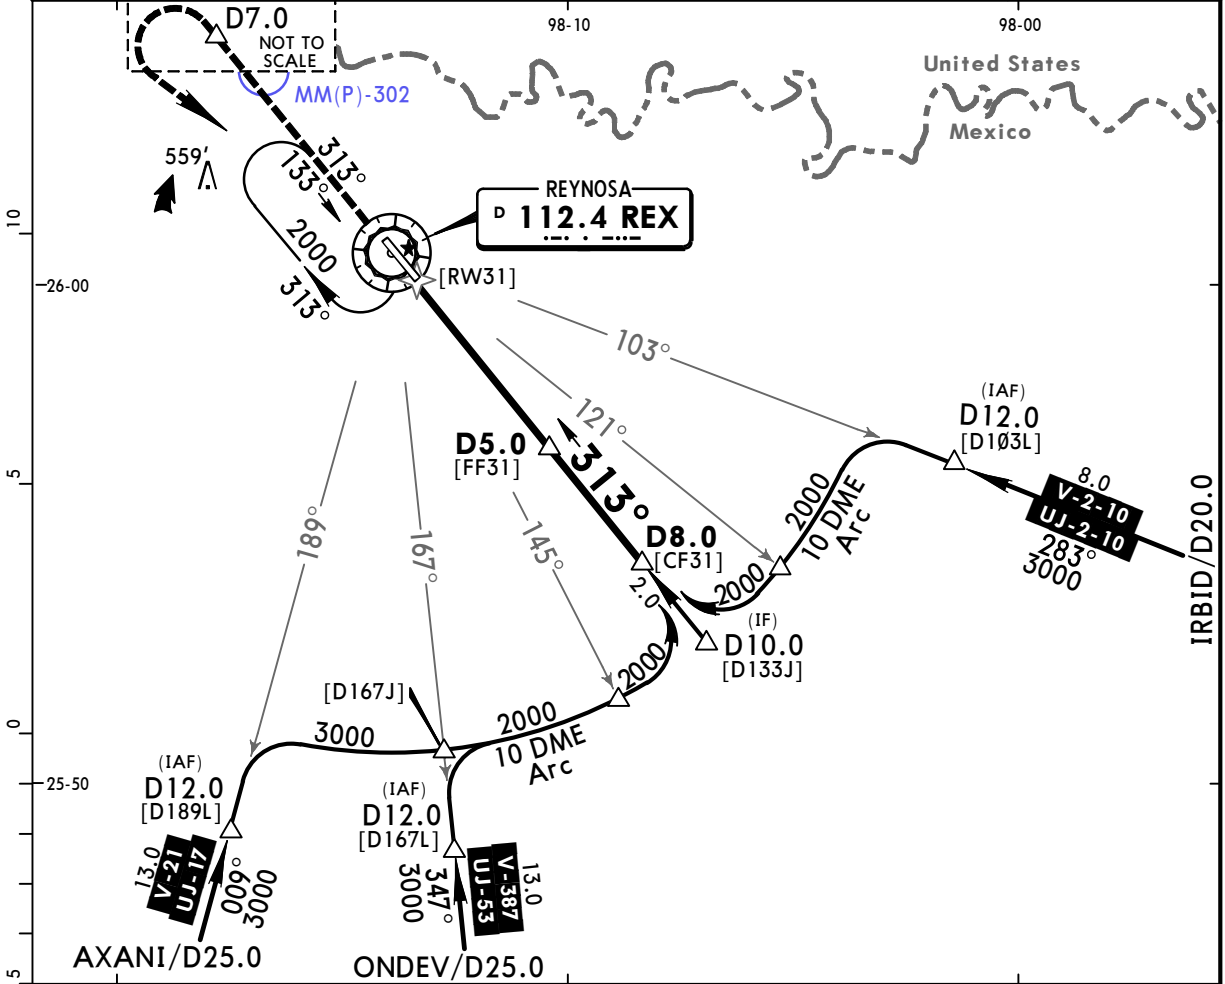 D7.0
NOT TO
SCALE
98-10
98-00
MM(P)-302
United States
Mexico
559'
313°
133°
REYNOSA
D 112.4 REX
10
2000
313°
26-00
[RW31]
103°
(IAF)
D12.0
[D1Ø3L]
121°
D5.0
[FF31]
313°
5
8.0
V-2-10
UJ-2-10
283°
3000
IRBID/D20.0
2000
10 DME
Arc
189°
167°
145°
D8.0
[CF31]
2.0
2000
(IF)
D10.0
[D133J]
2000
[D167J]
2000
10 DME
Arc
3000
0
25-50
(IAF)
D12.0
[D189L]
(IAF)
D12.0
[D167L]
13.0
V-21
UJ-17
009°
3000
347°
3000
UJ-53
V-387
13.0
AXANI/D25.0
ONDEV/D25.0
5